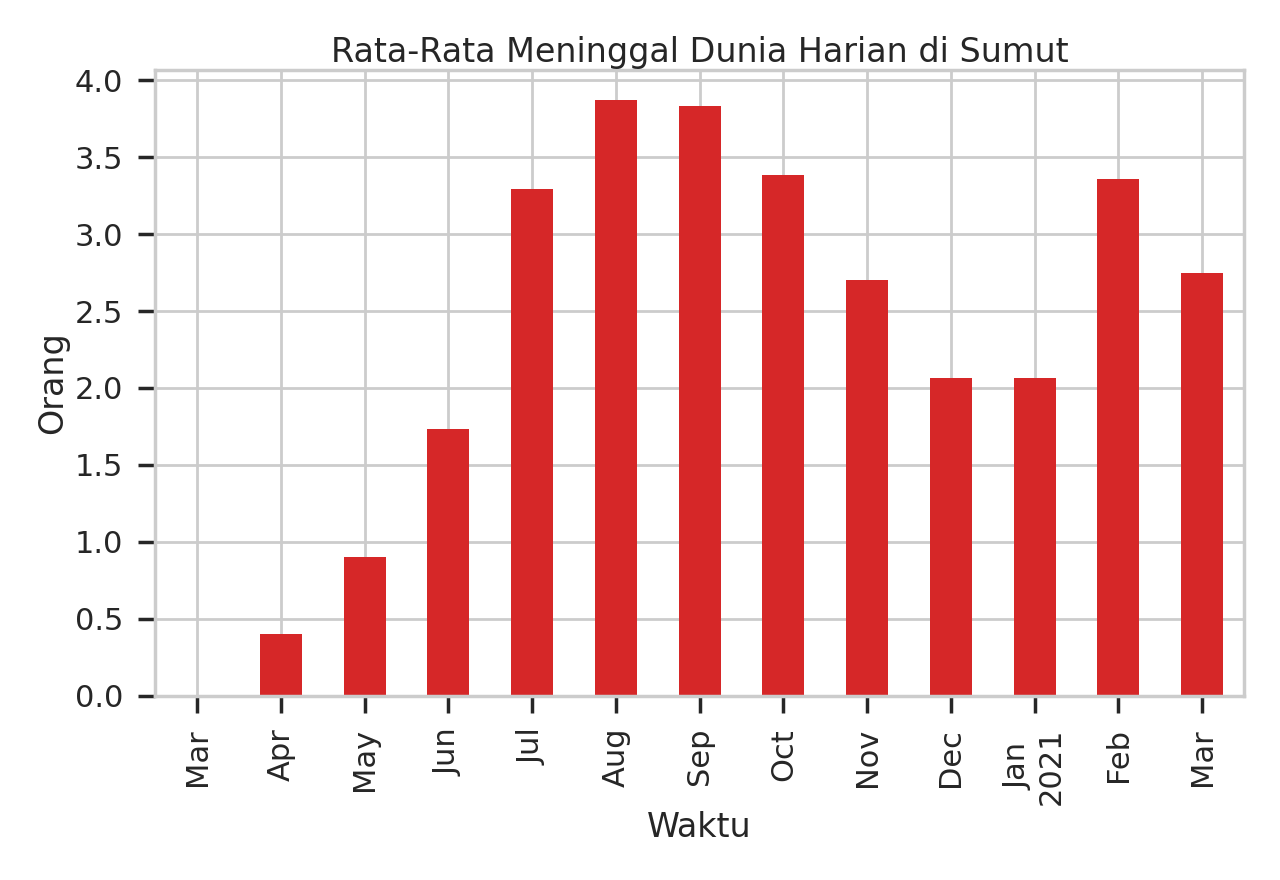 Rata-Rata Meninggal Dunia Harian di Sumut
4.0
3.5
3.0
2.5
2.0
1.5
1.0
0.5
0.0
Orang
Mar
Apr
May
Jun
Jul
Aug
Sep
Oct
Nov
Dec
Jan
2021
Feb
Mar
Waktu